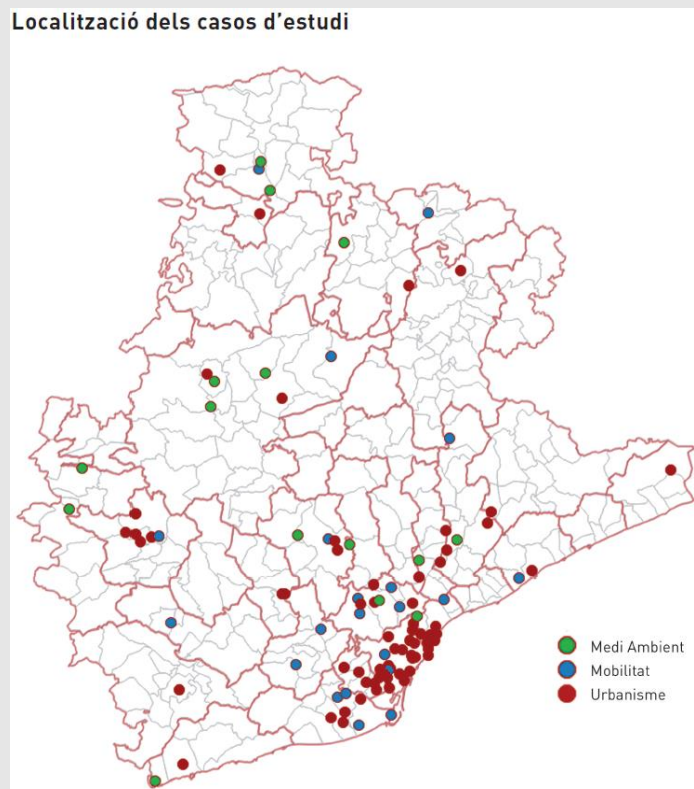 Localització dels casos d’estudi
Medi Ambient
Mobilitat
Urbanisme